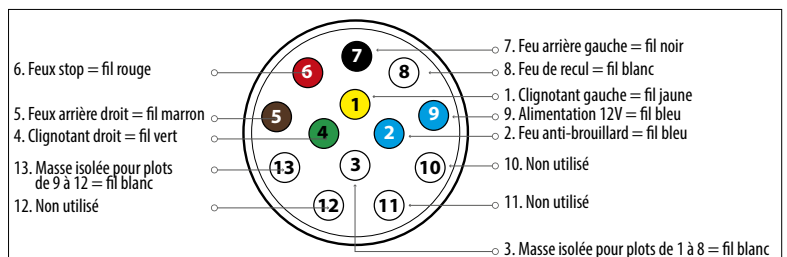 6. Feux stop = fil rouge
5. Feux arrière droit = fil marron
4. Clignotant droit = fil vert
13. Masse isolée pour plots
de 9 à 12 = fil blanc
12. Non utilisé
7
6
8
1
5
9
4
2
13
3
10
12
11
7. Feu arrière gauche = fil noir
8. Feu de recul = fil blanc
1. Clignotant gauche = fil jaune
9. Alimentation 12V = fil bleu
2. Feu anti-brouillard = fil bleu
10. Non utilisé
11. Non utilisé
3. Masse isolée pour plots de 1 à 8 = fil blanc